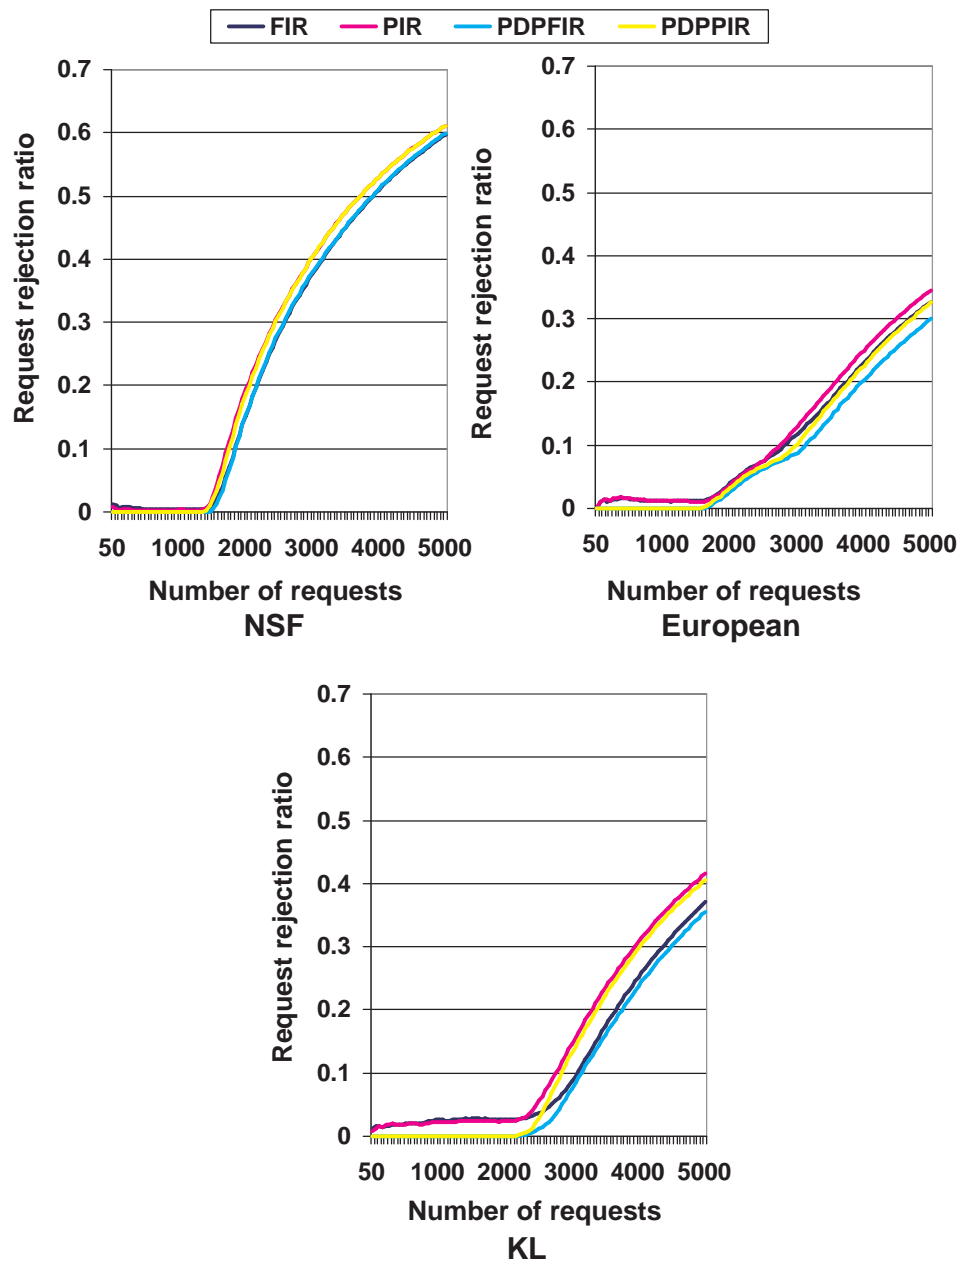 FIR PIR PDPFIR PDPPIR
Request rejection ratio
0.7
0.6
0.5
0.4
0.3
0.2
0.1
0
50 1000 2000 3000 4000 5000
Number of requests
NSF
Request rejection ratio
0.7
0.6
0.5
0.4
0.3
0.2
0.1
0
50 1000 2000 3000 4000 5000
Number of requests
European
Request rejection ratio
0.7
0.6
0.5
0.4
0.3
0.2
0.1
0
50 1000 2000 3000 4000 5000
Number of requests
KL